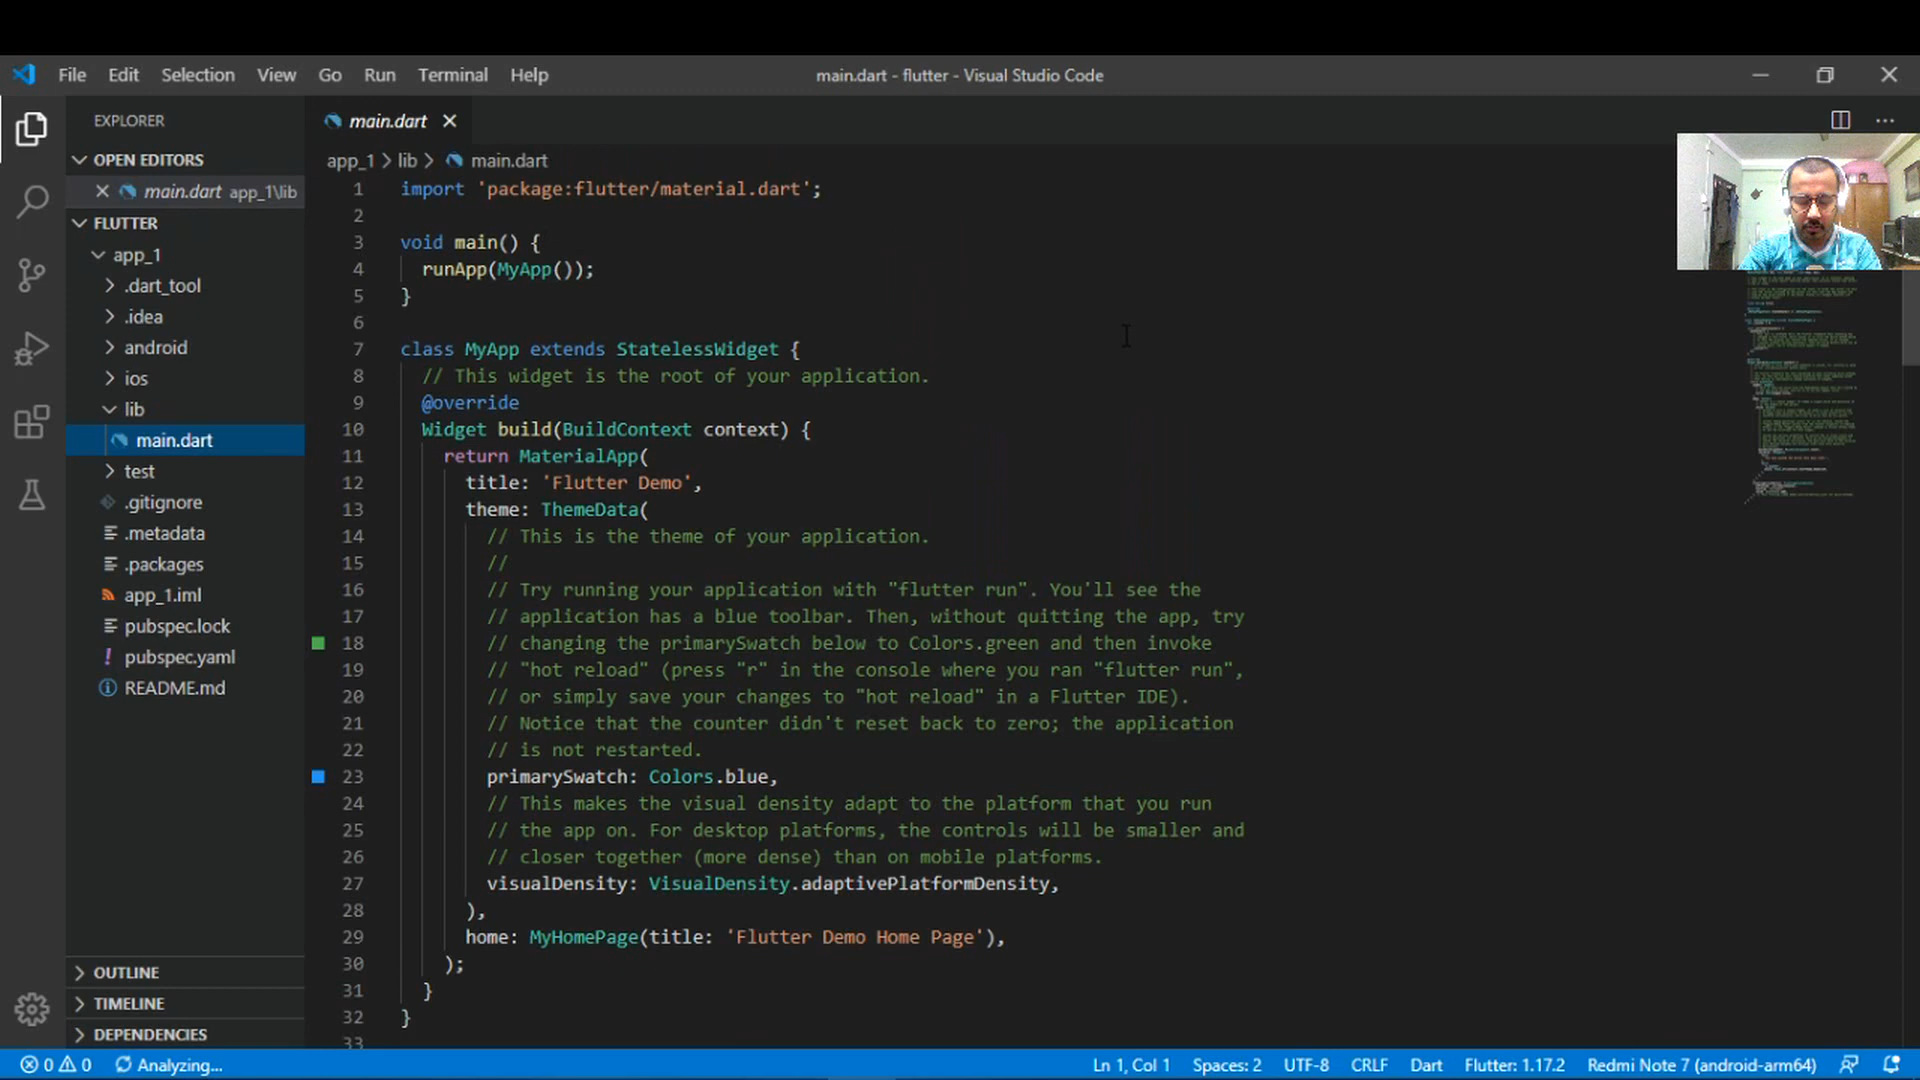 File Edit Selection View Go Run Terminal Help
main.dart - flutter - Visual Studio Code
EXPLORER
OPEN EDITORS
main.dart app_1\lib
FLUTTER
app_1
.dart_tool
.idea
android
ios
lib
main.dart
test
.gitignore
.metadata
.packages
app_1.iml
pubspec.lock
! pubspec.yaml
README.md
OUTLINE
TIMELINE
DEPENDENCIES
main.dart
app_1 > lib > main.dart
1 import 'package:flutter/material.dart';
2
3 void main() {
4 runApp(MyApp());
5 }
6
7 class MyApp extends StatelessWidget {
8 // This widget is the root of your application.
9 @override
10 Widget build(BuildContext context) {
11 return MaterialApp(
12 title: 'Flutter Demo',
13 theme: ThemeData(
14 // This is the theme of your application.
15 //
16 // Try running your application with "flutter run". You'll see the
17 // application has a blue toolbar. Then, without quitting the app, try
18 // changing the primarySwatch below to Colors.green and then invoke
19 // "hot reload" (press "r" in the console where you ran "flutter run",
20 // or simply save your changes to "hot reload" in a Flutter IDE).
21 // Notice that the counter didn't reset back to zero; the application
22 // is not restarted.
23 primarySwatch: Colors.blue,
24 // This makes the visual density adapt to the platform that you run
25 // the app on. For desktop platforms, the controls will be smaller and
26 // closer together (more dense) than on mobile platforms.
27 visualDensity: VisualDensity.adaptivePlatformDensity,
28 ),
29 home: MyHomePage(title: 'Flutter Demo Home Page'),
30 );
31 }
32 }
33
0 0 Analyzing... Ln 1, Col 1 Spaces: 2 UTF-8 CRLF Dart Flutter: 1.17.2 Redmi Note 7 (android-arm64)